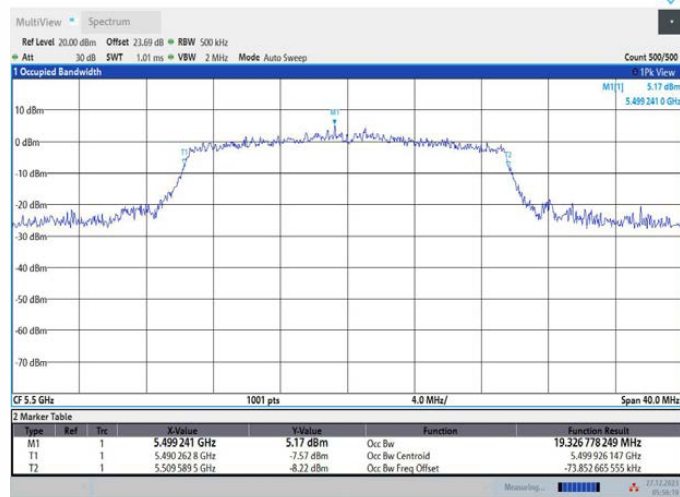 MultiView Spectrum
Ref Level 20.00 dBm Offset 23.69 dB RBW 500 kHz
Att 30 dB SWT 1.01 ms VBW 2 MHz Mode Auto Sweep Count 500/500
1 Occupied Bandwidth 1Pk View
M1[1] 5.17 dBm
5.499 241 0 GHz
M1
10 dBm
0 dBm
T1
T2
-10 dBm
-20 dBm
-30 dBm
-40 dBm
-50 dBm
-60 dBm
-70 dBm
CF 5.5 GHz 1001 pts 4.0 MHz/ Span 40.0 MHz
2 Marker Table
Type Ref Trc X-Value Y-Value Function Function Result
M1 1 5.499 241 GHz 5.17 dBm Occ Bw 19.326 778 249 MHz
T1 1 5.490 262 8 GHz -7.57 dBm Occ Bw Centroid 5.499 926 147 GHz
T2 1 5.509 589 5 GHz -8.22 dBm Occ Bw Freq Offset -73.852 665 555 kHz
Measuring... 27.12.2023
05:58:18